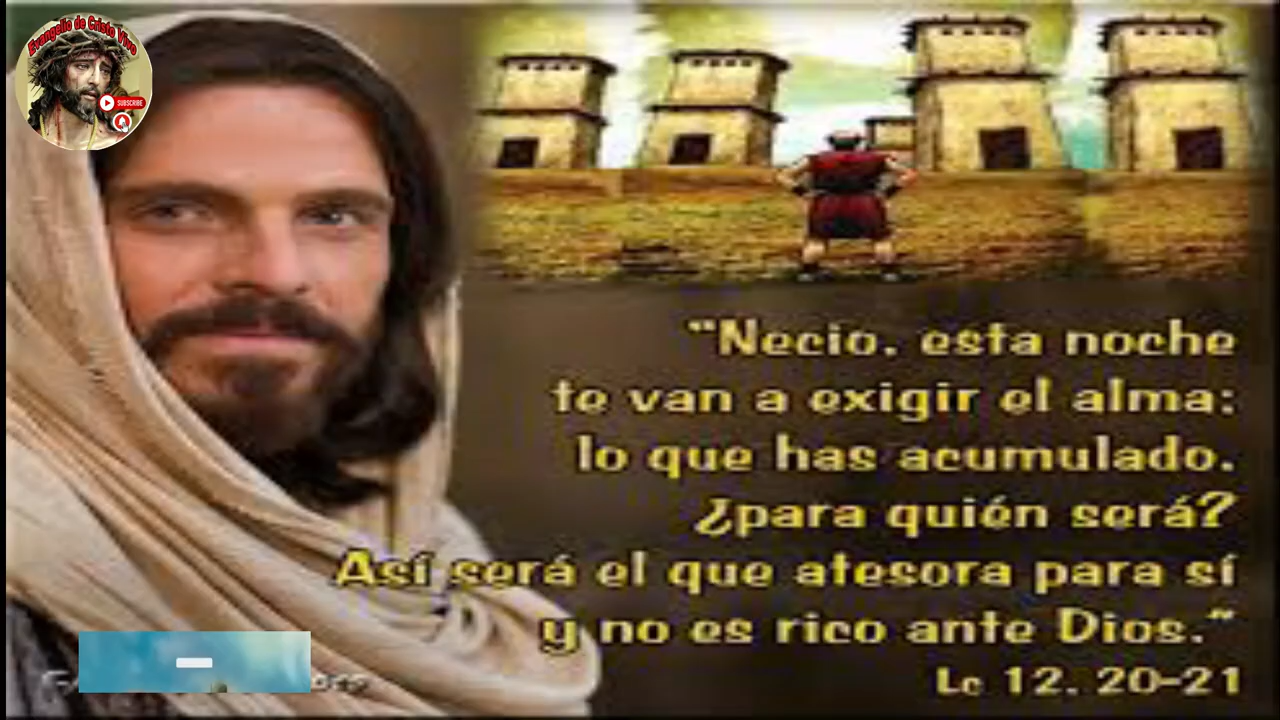 Evangelio de Cristo Vivo
SUBSCRIBE
"Necio, esta noche
te van a exigir el alma;
lo que has acumulado,
¿para quién será?
Así será el que atesora para sí
y no es rico ante Dios."
Lc 12, 20-21